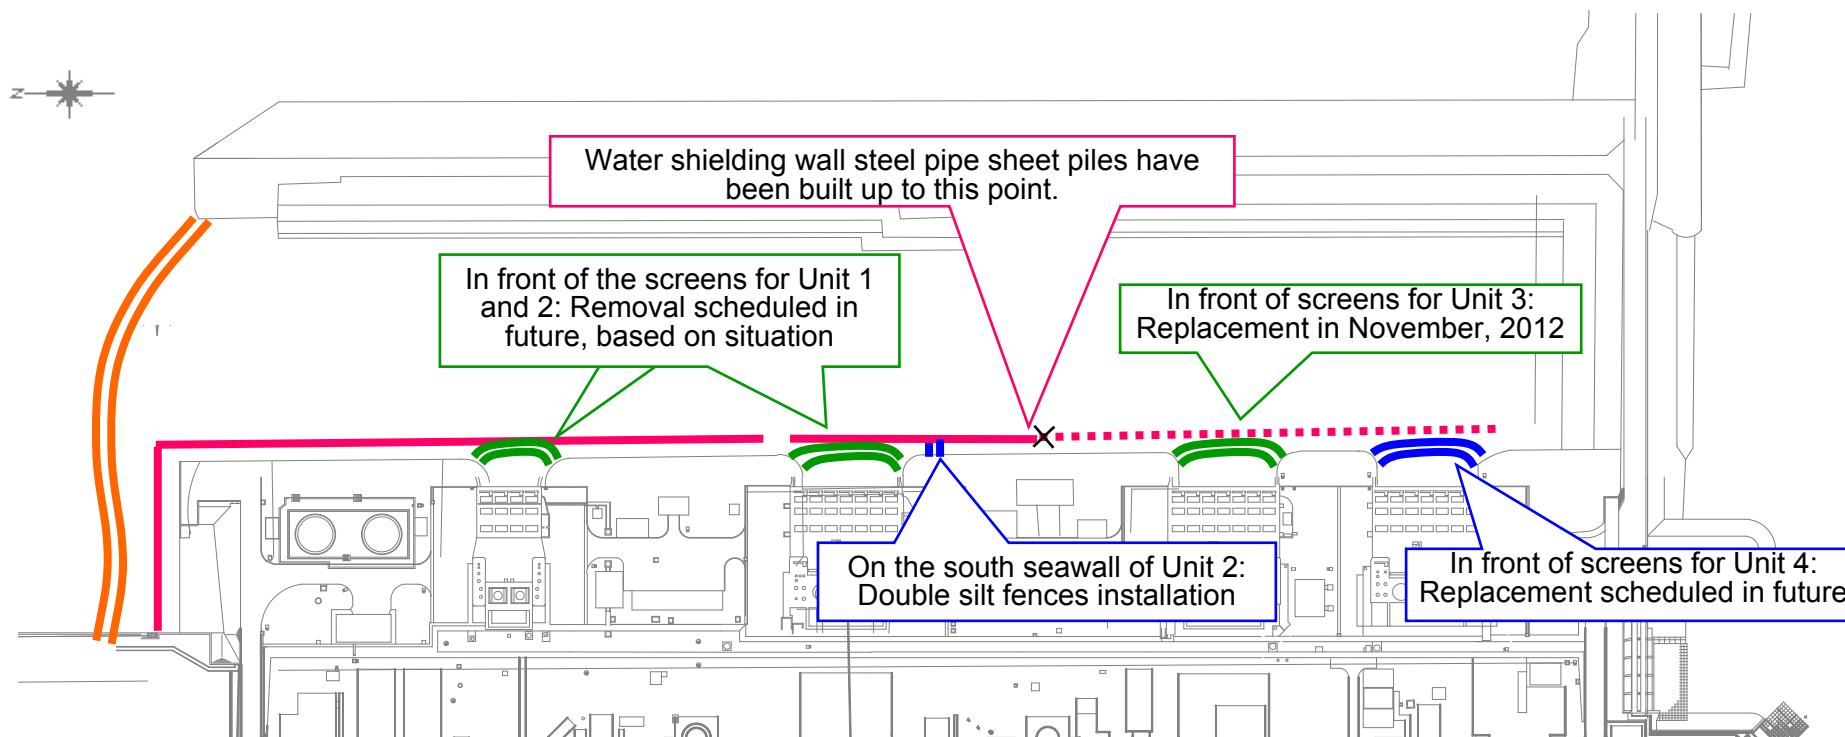 N
Water shielding wall steel pipe sheet piles have
been built up to this point.
In front of the screens for Unit 1
and 2: Removal scheduled in
future, based on situation
In front of screens for Unit 3:
Replacement in November, 2012
On the south seawall of Unit 2:
Double silt fences installation
In front of screens for Unit 4:
Replacement scheduled in future